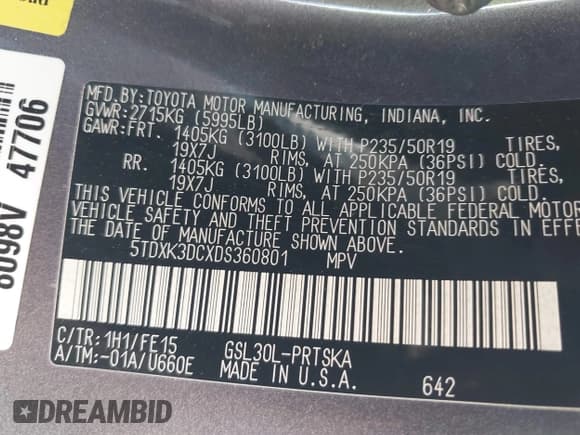 MFD. BY: TOYOTA MOTOR MANUFACTURING, INDIANA, INC.
GVWR: 2715KG (5995LB)
GAWR: FRT. 1405KG (3100LB) WITH P235/50R19 TIRES,
19X7J RIMS, AT 250KPA (36PSI) COLD.
RR. 1405KG (3100LB) WITH P235/50R19 TIRES,
19X7J RIMS, AT 250KPA (36PSI) COLD.
THIS VEHICLE CONFORMS TO ALL APPLICABLE FEDERAL MOTOR
VEHICLE SAFETY AND THEFT PREVENTION STANDARDS IN EFFE
THE DATE OF MANUFACTURE SHOWN ABOVE.
5TDXK3DCXDS360801 MPV
C/TR: 1H1/FE15 GSL30L-PRTSKA
A/TM: -01A/U660E MADE IN U.S.A. 642
8098V 47706
DREAMBID